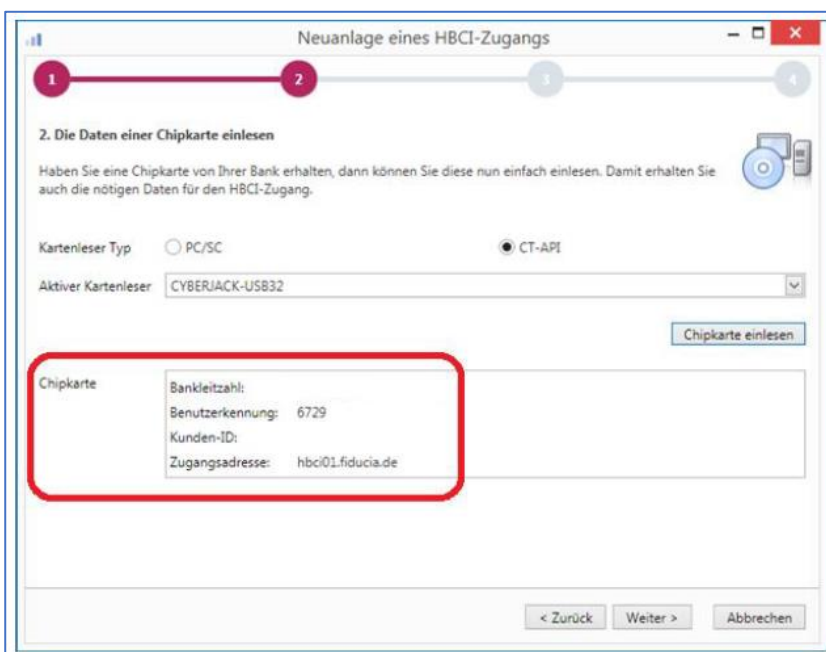 Neuanlage eines HBCI-Zugangs
1 2 3 4
2. Die Daten einer Chipkarte einlesen
Haben Sie eine Chipkarte von Ihrer Bank erhalten, dann können Sie diese nun einfach einlesen. Damit erhalten Sie
auch die nötigen Daten für den HBCI-Zugang.
Kartenleser Typ PC/SC CT-API
Aktiver Kartenleser CYBERJACK-USB32
Chipkarte einlesen
Chipkarte
Bankleitzahl:
Benutzerkennung: 6729
Kunden-ID:
Zugangsadresse: hbci01.fiducia.de
< Zurück Weiter > Abbrechen